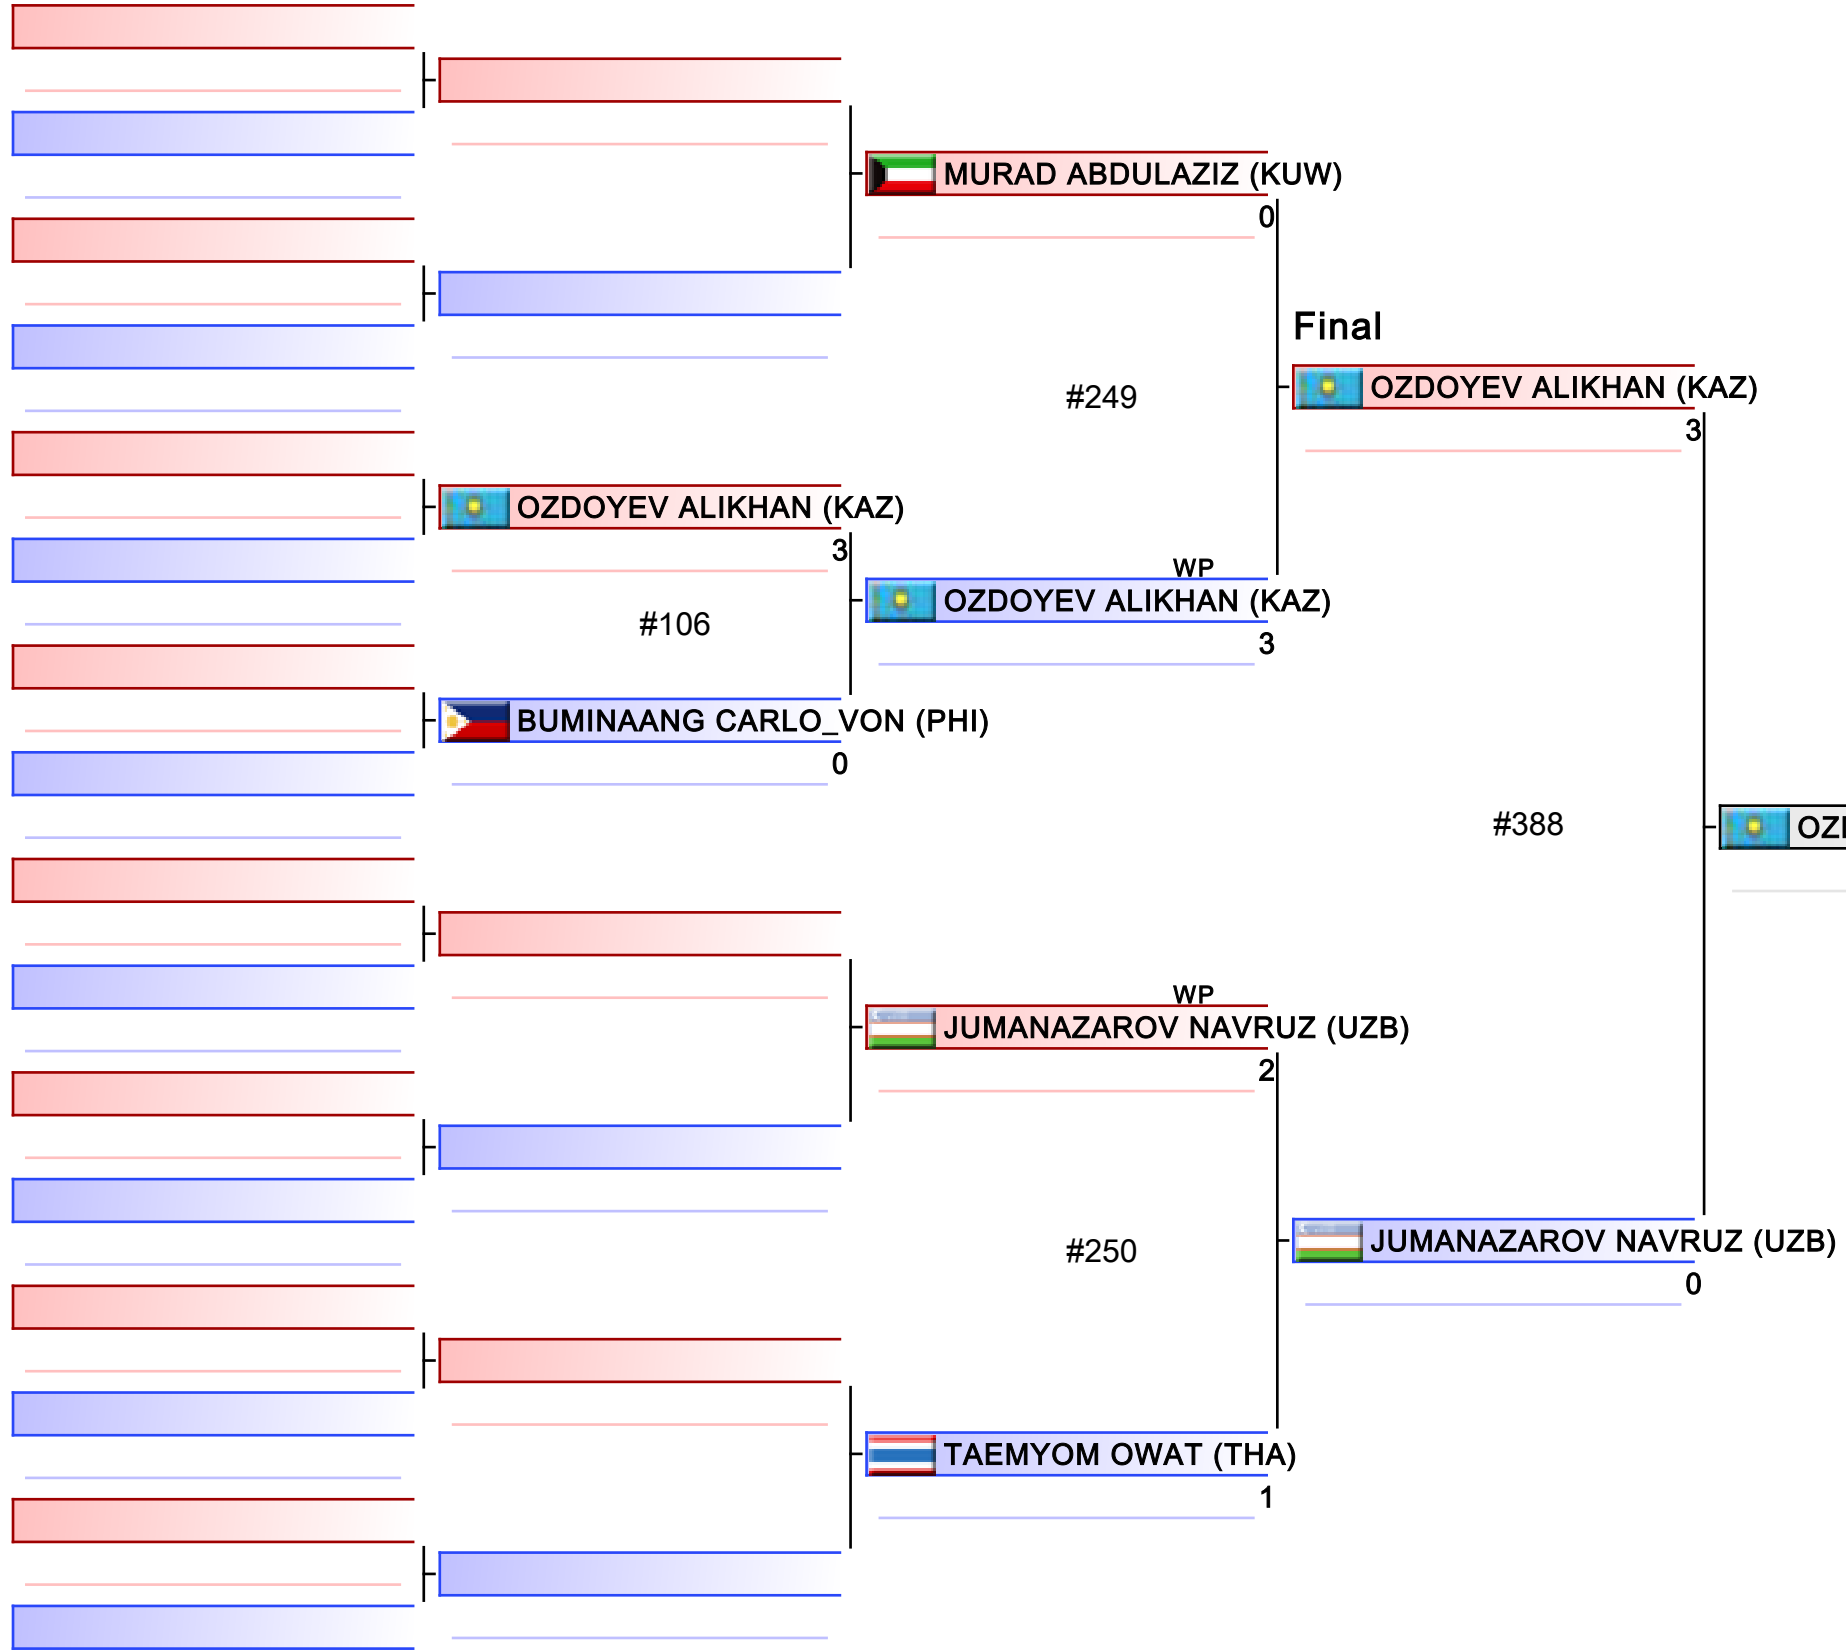 MURAD ABDULAZIZ (KUW)
0
Final
#249
OZDOYEV ALIKHAN (KAZ)
3
OZDOYEV ALIKHAN (KAZ)
3
WP
OZDOYEV ALIKHAN (KAZ)
3
#106
BUMINAANG CARLO_VON (PHI)
0
#388
WP
JUMANAZAROV NAVRUZ (UZB)
2
#250
JUMANAZAROV NAVRUZ (UZB)
0
TAEMYOM OWAT (THA)
1